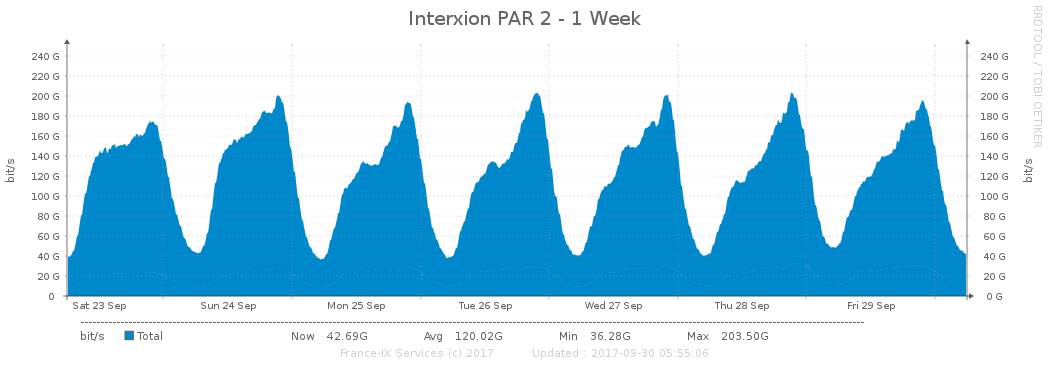 Interxion PAR 2 - 1 Week
RRDTOOL / TOBI OETIKER
bit/s
240 G 240 G
220 G 220 G
200 G 200 G
180 G 180 G
160 G 160 G
140 G 140 G
120 G 120 G
100 G 100 G
80 G 80 G
60 G 60 G
40 G 40 G
20 G 20 G
0 0 G
bit/s
Sat 23 Sep Sun 24 Sep Mon 25 Sep Tue 26 Sep Wed 27 Sep Thu 28 Sep Fri 29 Sep
bit/s Total Now 42.69G Avg 120.02G Min 36.28G Max 203.50G
France-IX Services (c) 2017 Updated : 2017-09-30 05:55:06